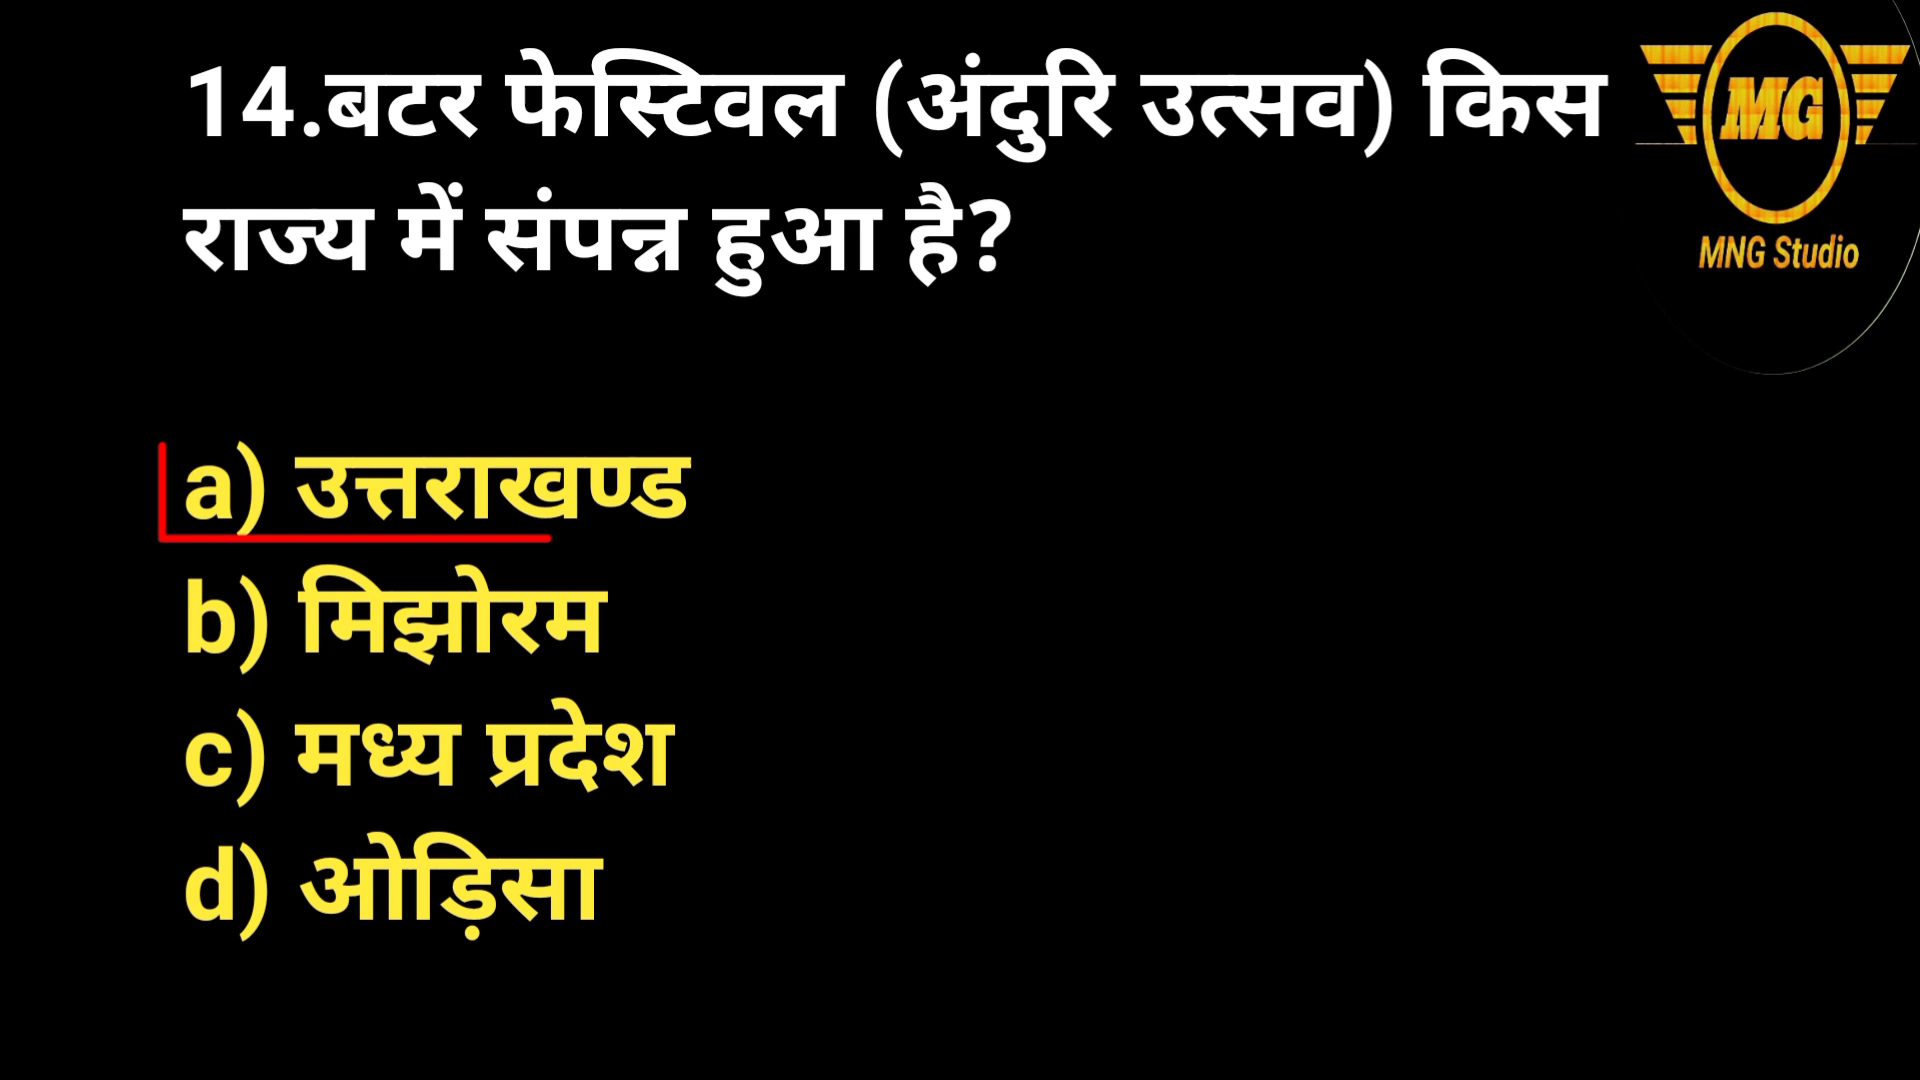 14.बटर फेस्टिवल (अंदुरि उत्सव) किस
राज्य में संपन्न हुआ है?
MG
MNG Studio
a) उत्तराखण्ड
b) मिझोरम
c) मध्य प्रदेश
d) ओड़िसा